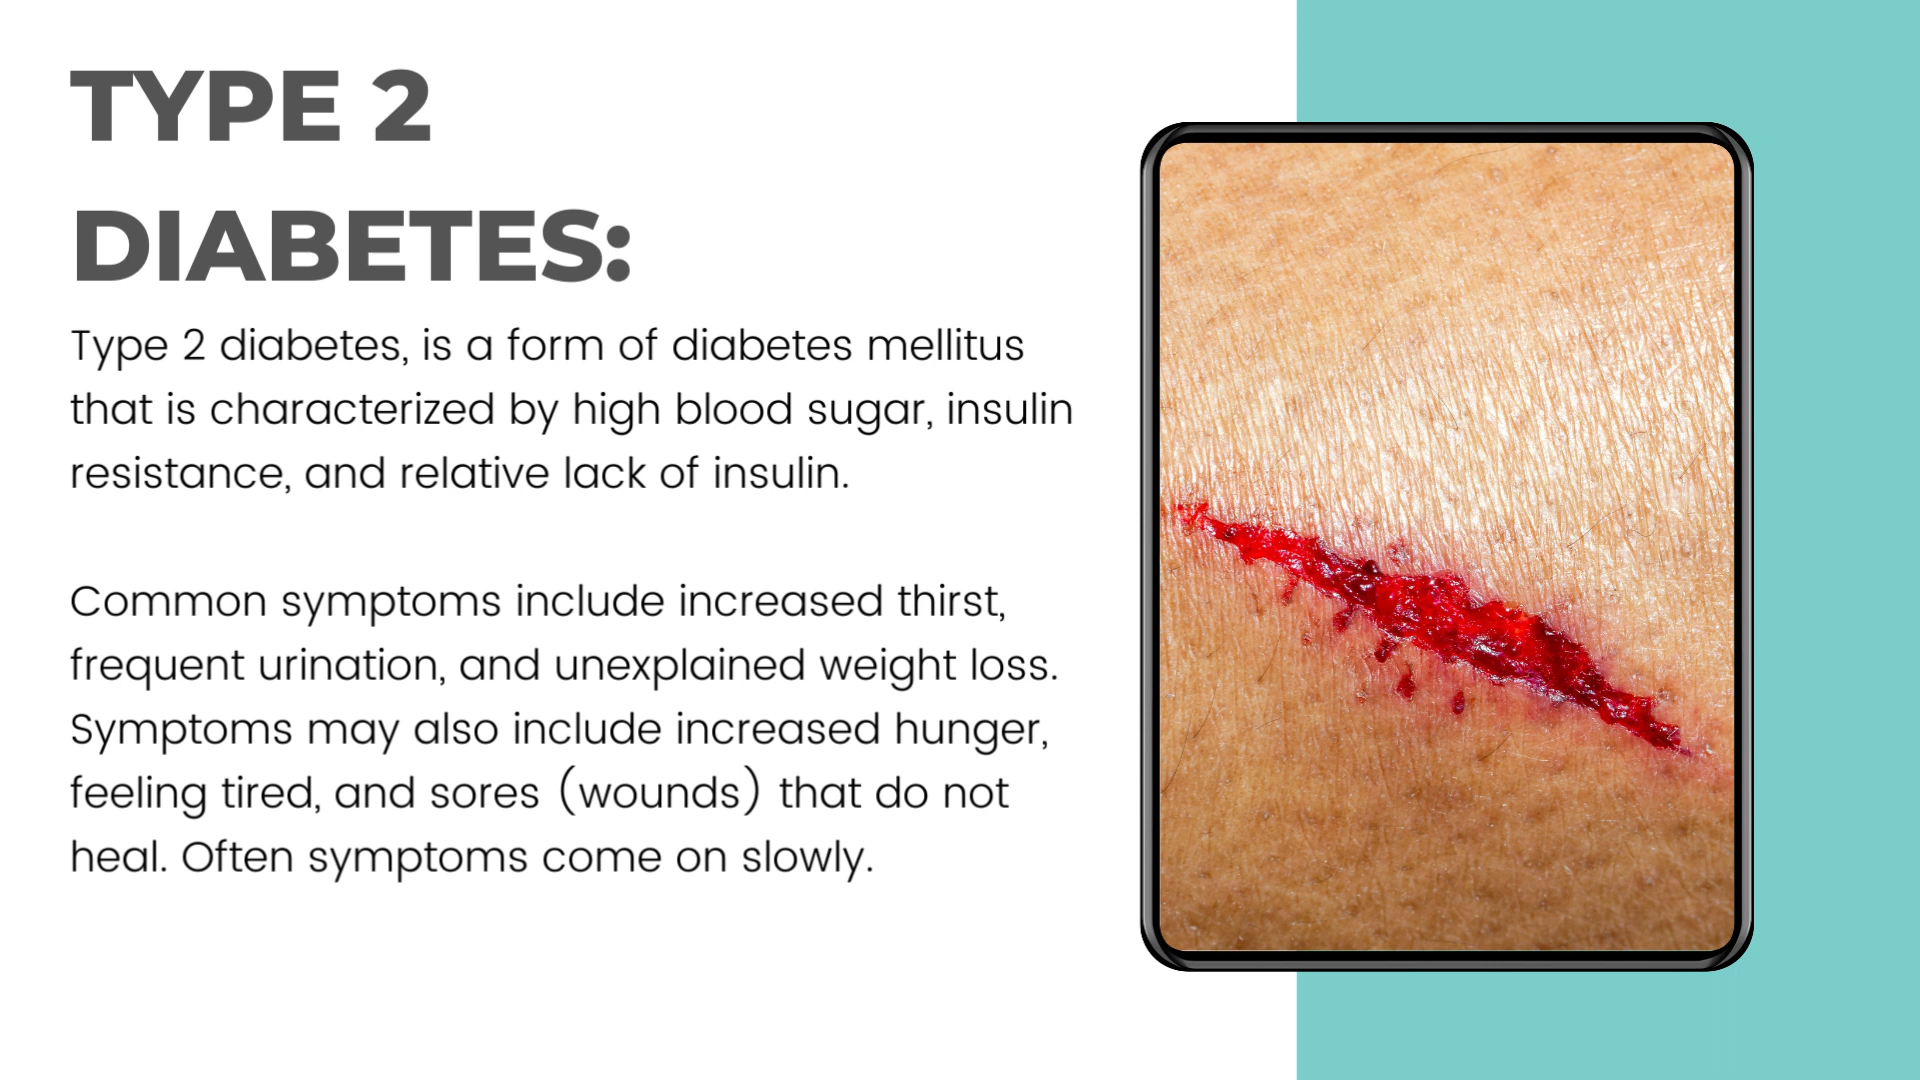 TYPE 2
DIABETES:
Type 2 diabetes, is a form of diabetes mellitus
that is characterized by high blood sugar, insulin
resistance, and relative lack of insulin.
Common symptoms include increased thirst,
frequent urination, and unexplained weight loss.
Symptoms may also include increased hunger,
feeling tired, and sores (wounds) that do not
heal. Often symptoms come on slowly.